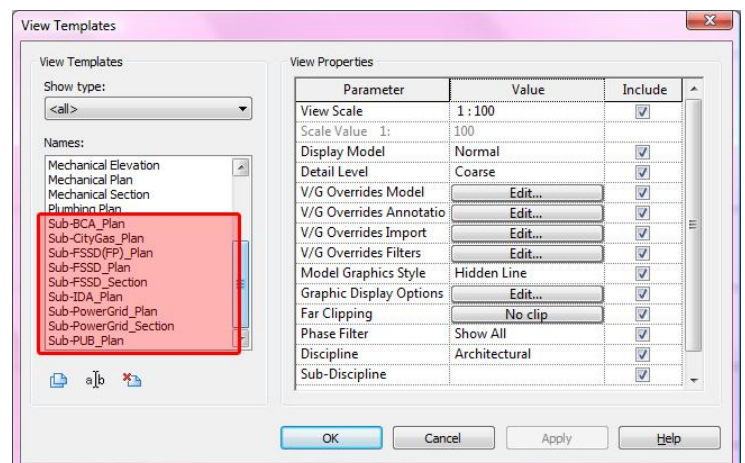 View Templates
View Templates
Show type:
<all>
Names:
Mechanical Elevation
Mechanical Plan
Mechanical Section
Plumbing Plan
Sub-BCA_Plan
Sub-CityGas_Plan
Sub-FSSD(FP)_Plan
Sub-FSSD_Plan
Sub-FSSD_Section
Sub-IDA_Plan
Sub-PowerGrid_Plan
Sub-PowerGrid_Section
Sub-PUB_Plan
View Properties
Parameter Value Include
View Scale 1 : 100
Scale Value 1: 100
Display Model Normal
Detail Level Coarse
V/G Overrides Model Edit...
V/G Overrides Annotatio Edit...
V/G Overrides Import Edit...
V/G Overrides Filters Edit...
Model Graphics Style Hidden Line
Graphic Display Options Edit...
Far Clipping No clip
Phase Filter Show All
Discipline Architectural
Sub-Discipline
OK Cancel Apply Help